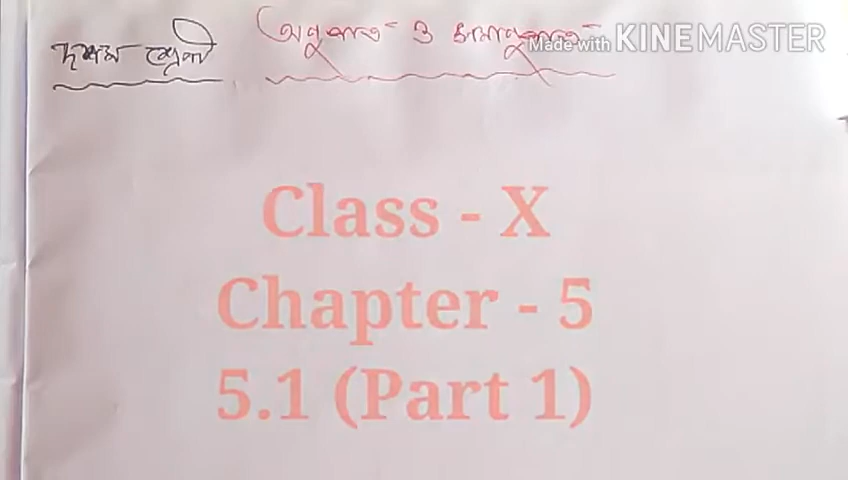 দশম শ্রেণী অনুপাত ও সমানুপাত
Made with KINEMASTER
Class - X
Chapter - 5
5.1 (Part 1)